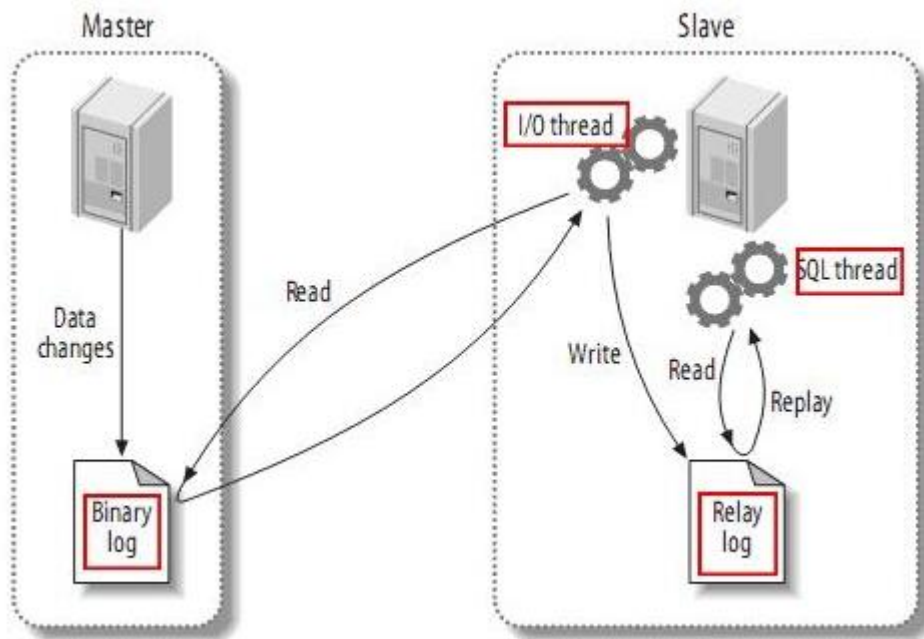 Master
Slave
I/O thread
SQL thread
Read
Data
changes
Write
Read
Replay
Binary
log
Relay
log